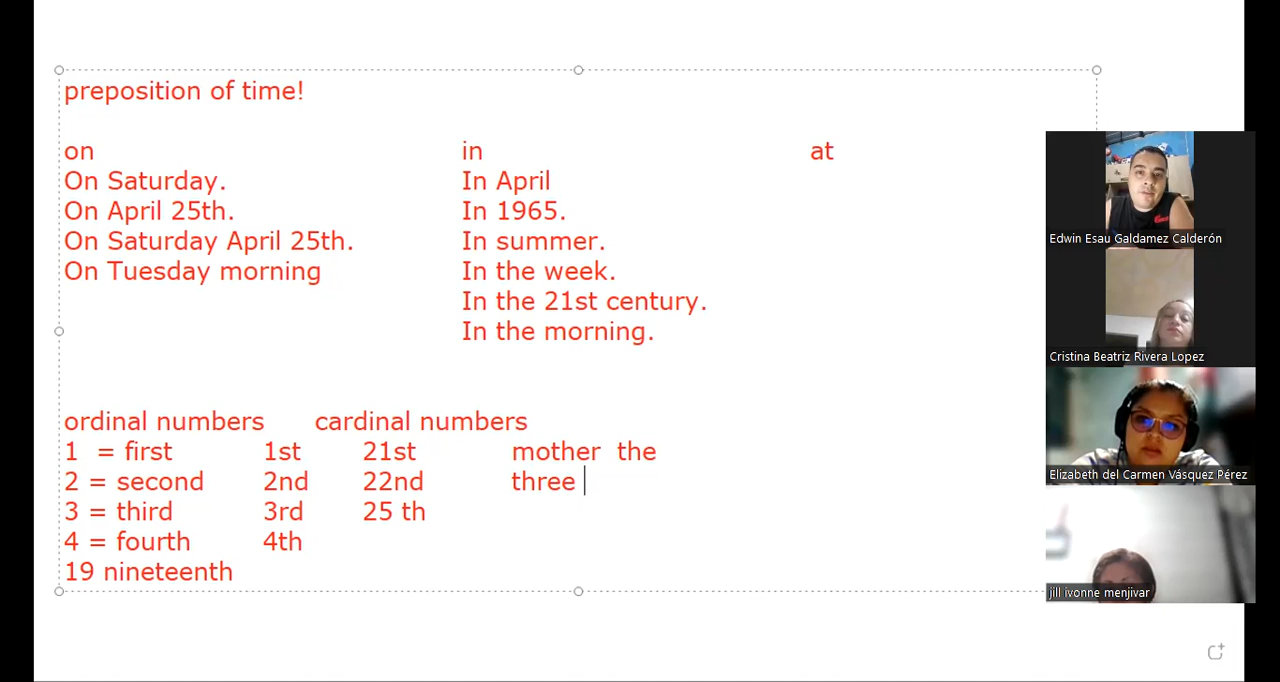 preposition of time!
on in at
On Saturday. In April
On April 25th. In 1965.
On Saturday April 25th. In summer.
On Tuesday morning In the week.
In the 21st century.
In the morning.
ordinal numbers cardinal numbers
1 = first 1st 21st mother the
2 = second 2nd 22nd three
3 = third 3rd 25 th
4 = fourth 4th
19 nineteenth
Edwin Esau Galdamez Calderón
Cristina Beatriz Rivera Lopez
Elizabeth del Carmen Vásquez Pérez
jill ivonne menjivar